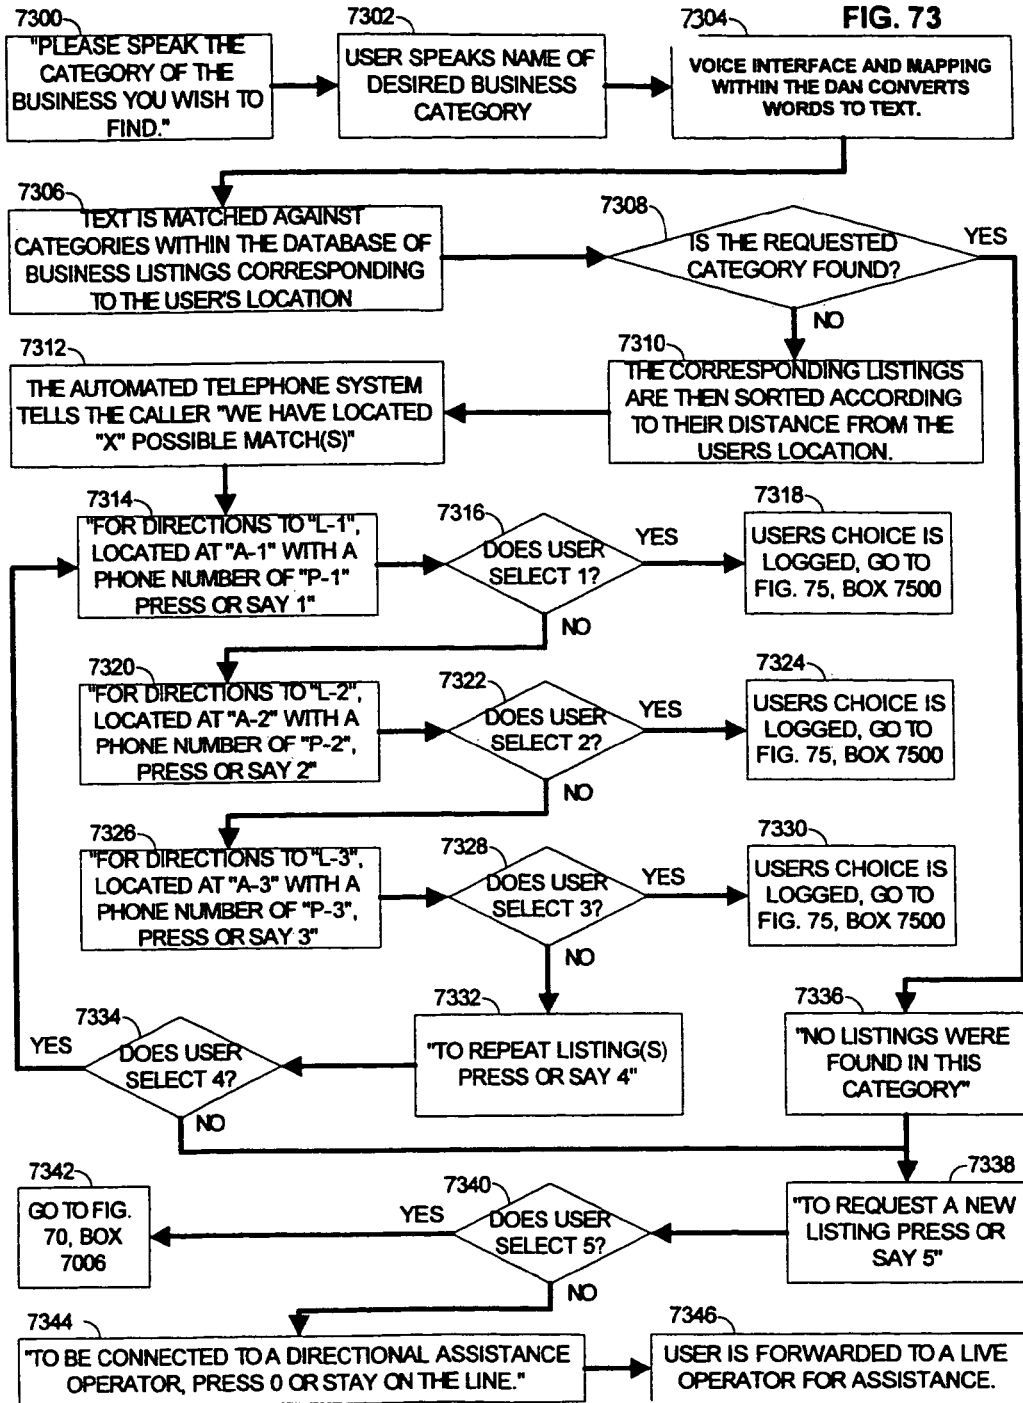 FIG. 73
7300
"PLEASE SPEAK THE
CATEGORY OF THE
BUSINESS YOU WISH TO
FIND."
7302
USER SPEAKS NAME OF
DESIRED BUSINESS
CATEGORY
7304
VOICE INTERFACE AND MAPPING
WITHIN THE DAN CONVERTS
WORDS TO TEXT.
7306
TEXT IS MATCHED AGAINST
CATEGORIES WITHIN THE DATABASE OF
BUSINESS LISTINGS CORRESPONDING
TO THE USER'S LOCATION
7308
IS THE REQUESTED
CATEGORY FOUND?
YES
NO
7310
THE CORRESPONDING LISTINGS
ARE THEN SORTED ACCORDING
TO THEIR DISTANCE FROM THE
USERS LOCATION.
7312
THE AUTOMATED TELEPHONE SYSTEM
TELLS THE CALLER "WE HAVE LOCATED
"X" POSSIBLE MATCH(S)"
7314
"FOR DIRECTIONS TO "L-1",
LOCATED AT "A-1" WITH A
PHONE NUMBER OF "P-1"
PRESS OR SAY 1"
7316
DOES USER
SELECT 1?
YES
NO
7318
USERS CHOICE IS
LOGGED, GO TO
FIG. 75, BOX 7500
7320
"FOR DIRECTIONS TO "L-2",
LOCATED AT "A-2" WITH A
PHONE NUMBER OF "P-2",
PRESS OR SAY 2"
7322
DOES USER
SELECT 2?
YES
NO
7324
USERS CHOICE IS
LOGGED, GO TO
FIG. 75, BOX 7500
7326
"FOR DIRECTIONS TO "L-3",
LOCATED AT "A-3" WITH A
PHONE NUMBER OF "P-3",
PRESS OR SAY 3"
7328
DOES USER
SELECT 3?
YES
NO
7330
USERS CHOICE IS
LOGGED, GO TO
FIG. 75, BOX 7500
7332
"TO REPEAT LISTING(S)
PRESS OR SAY 4"
7334
DOES USER
SELECT 4?
YES
NO
7336
"NO LISTINGS WERE
FOUND IN THIS
CATEGORY"
7338
"TO REQUEST A NEW
LISTING PRESS OR
SAY 5"
7340
DOES USER
SELECT 5?
YES
NO
7342
GO TO FIG.
70, BOX
7006
7344
"TO BE CONNECTED TO A DIRECTIONAL ASSISTANCE
OPERATOR, PRESS 0 OR STAY ON THE LINE."
7346
USER IS FORWARDED TO A LIVE
OPERATOR FOR ASSISTANCE.